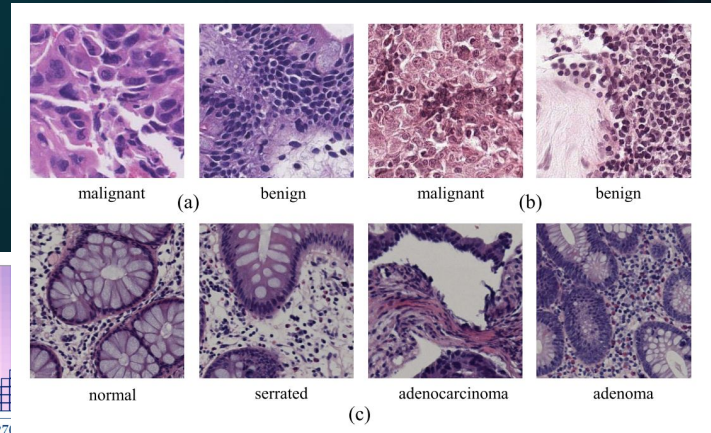 malignant benign malignant benign
(a) (b)
normal serrated adenocarcinoma adenoma
(c)